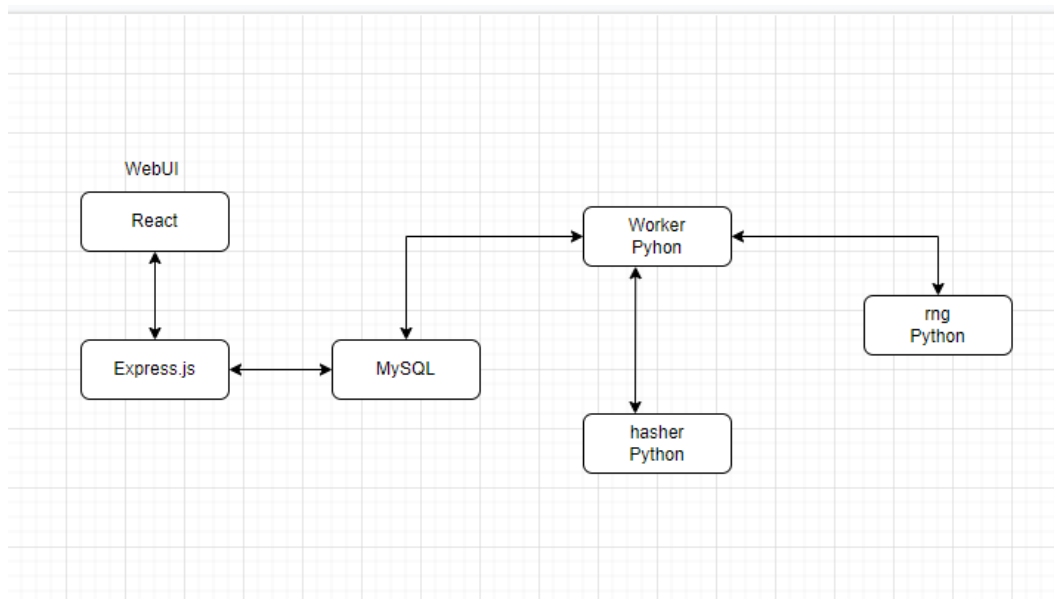 WebUI
React
Express.js
MySQL
Worker
Pyhon
rng
Python
hasher
Python